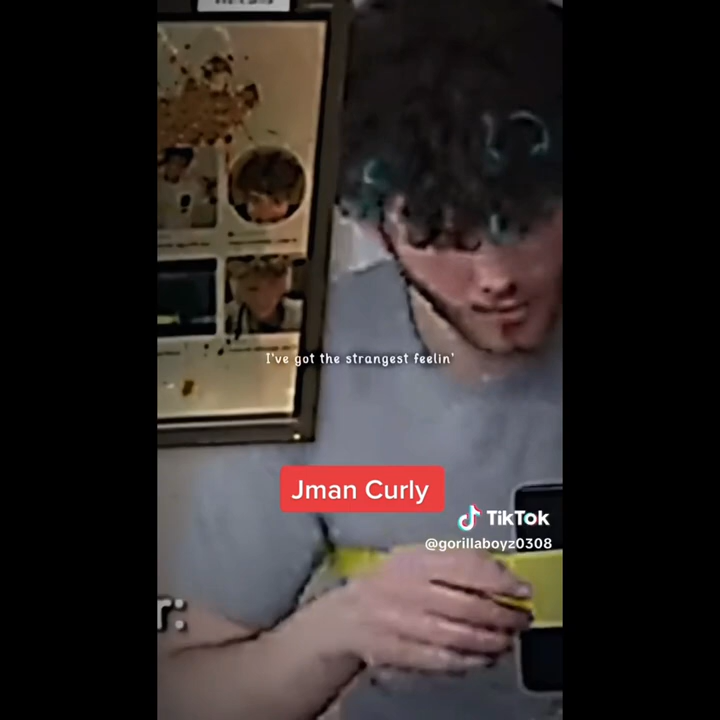 I've got the strangest feelin'
Jman Curly
TikTok
@gorillaboyz0308
r: